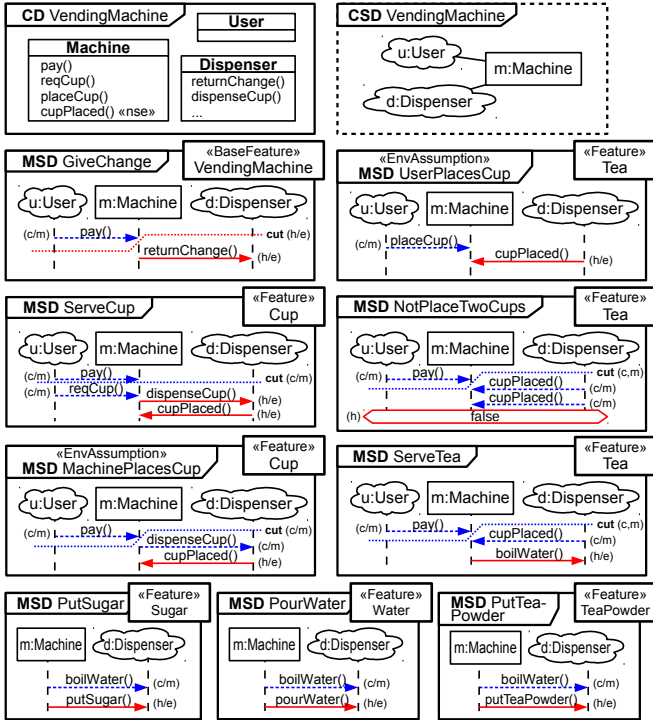 CD VendingMachine
User
Machine
pay()
reqCup()
placeCup()
cupPlaced() «nse»
Dispenser
returnChange()
dispenseCup()
...
CSD VendingMachine
u:User
m:Machine
d:Dispenser
MSD GiveChange
«BaseFeature»
VendingMachine
u:User m:Machine d:Dispenser
(c/m) pay() cut (h/e)
returnChange() (h/e)
«EnvAssumption»
MSD UserPlacesCup
«Feature»
Tea
u:User m:Machine d:Dispenser
(c/m) placeCup()
cupPlaced() (h/e)
MSD ServeCup
«Feature»
Cup
u:User m:Machine d:Dispenser
(c/m) pay() cut (c/m)
(c/m) reqCup() dispenseCup() (h/e)
cupPlaced() (h/e)
MSD NotPlaceTwoCups
«Feature»
Tea
u:User m:Machine d:Dispenser
(c/m) pay() cut (c,m)
cupPlaced() (c/m)
cupPlaced() (c/m)
(h) false
«EnvAssumption»
MSD MachinePlacesCup
«Feature»
Cup
u:User m:Machine d:Dispenser
(c/m) pay() cut (c/m)
dispenseCup() (c/m)
cupPlaced() (h/e)
MSD ServeTea
«Feature»
Tea
u:User m:Machine d:Dispenser
(c/m) pay() cut (c,m)
cupPlaced() (c/m)
boilWater() (h/e)
MSD PutSugar
«Feature»
Sugar
m:Machine d:Dispenser
boilWater() (c/m)
putSugar() (h/e)
MSD PourWater
«Feature»
Water
m:Machine d:Dispenser
boilWater() (c/m)
pourWater() (h/e)
MSD PutTea-
Powder
«Feature»
TeaPowder
m:Machine d:Dispenser
boilWater() (c/m)
putTeaPowder() (h/e)